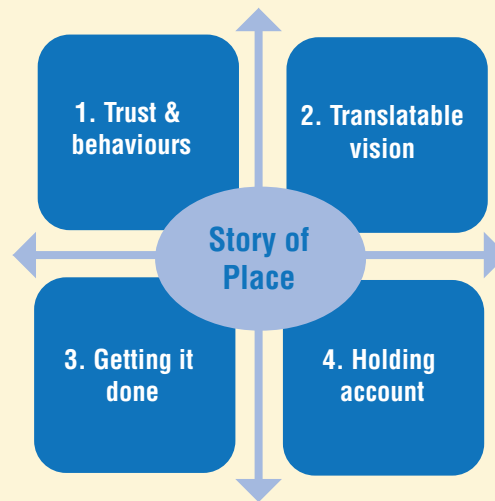 1. Trust &
behaviours
2. Translatable
vision
Story of
Place
3. Getting it
done
4. Holding
account